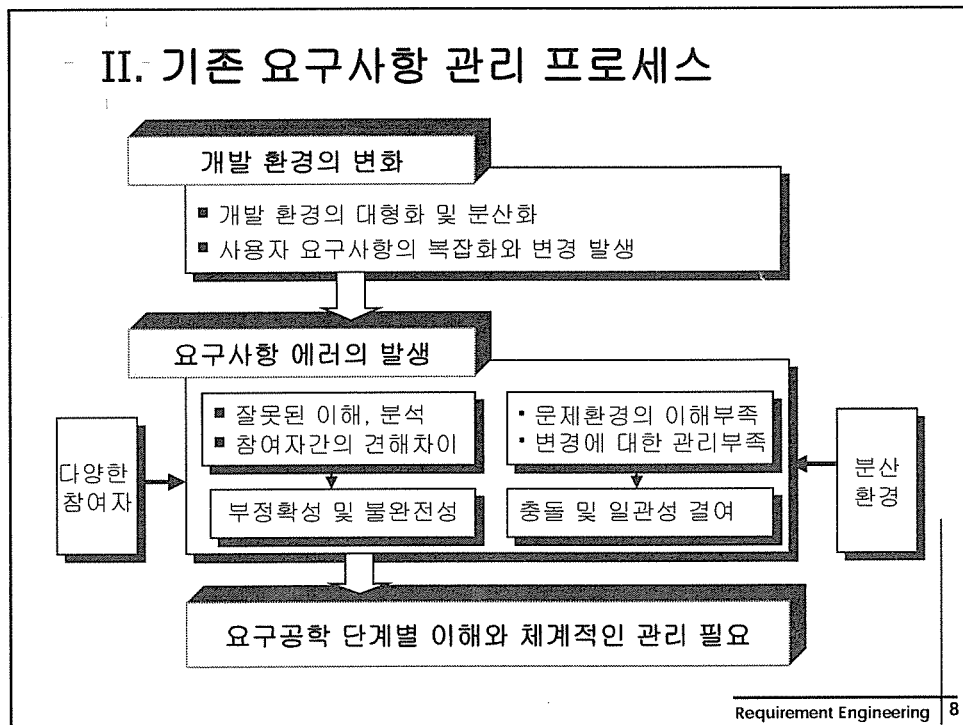 II. 기존 요구사항 관리 프로세스
개발 환경의 변화
▪ 개발 환경의 대형화 및 분산화
▪ 사용자 요구사항의 복잡화와 변경 발생
요구사항 에러의 발생
▪ 잘못된 이해, 분석
▪ 참여자간의 견해차이
▪ 문제환경의 이해부족
▪ 변경에 대한 관리부족
다양한
참여자
부정확성 및 불완전성
충돌 및 일관성 결여
분산
환경
요구공학 단계별 이해와 체계적인 관리 필요
Requirement Engineering 8